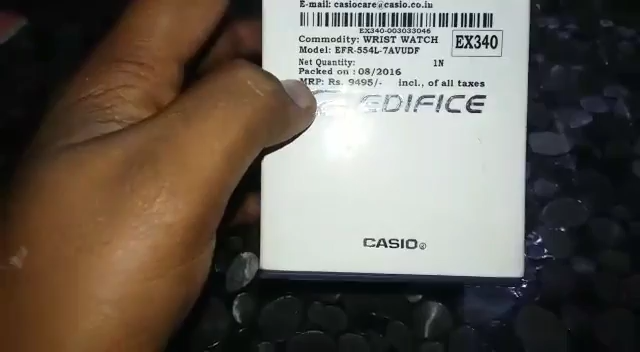 E-mail: casiocare@casio.co.in
EX340-003033046
Commodity: WRIST WATCH
EX340
Model: EFR-554L-7AVUDF
Net Quantity: 1N
Packed on : 08/2016
MRP: Rs. 9495/- incl., of all taxes
EDIFICE
CASIO